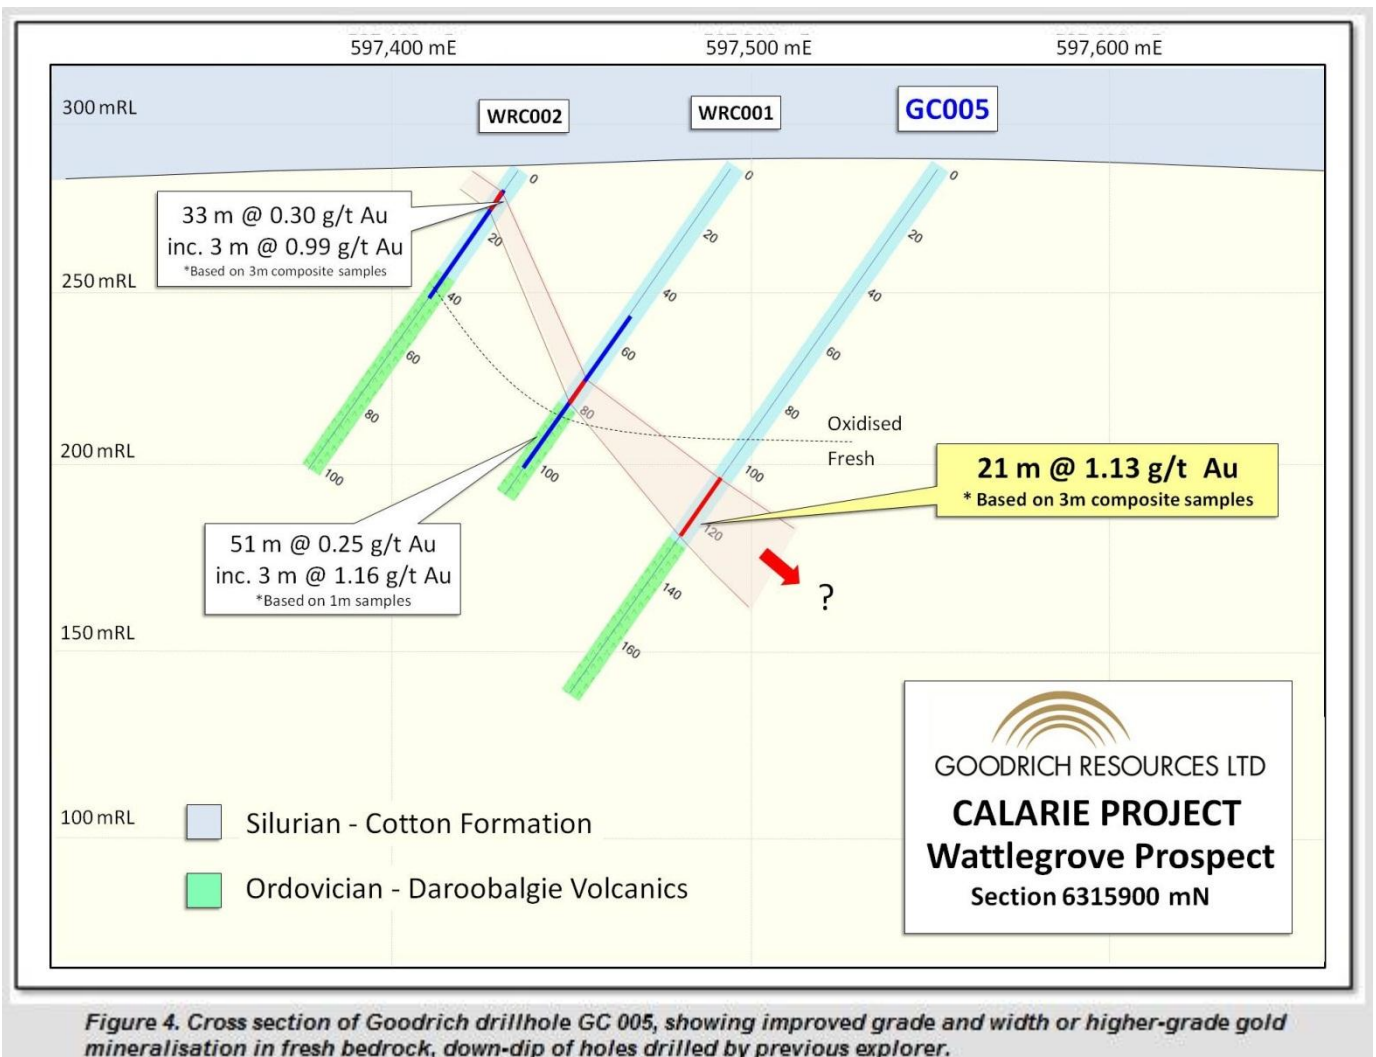 597,400 mE
597,500 mE
597,600 mE
300 mRL
WRC002
WRC001
GC005
0
0
0
33 m @ 0.30 g/t Au
inc. 3 m @ 0.99 g/t Au
*Based on 3m composite samples
20
20
20
250 mRL
40
40
40
60
60
60
80
80
80
Oxidised
Fresh
200 mRL
100
100
100
21 m @ 1.13 g/t Au
* Based on 3m composite samples
120
51 m @ 0.25 g/t Au
inc. 3 m @ 1.16 g/t Au
*Based on 1m samples
140
?
150 mRL
160
GOODRICH RESOURCES LTD
CALARIE PROJECT
Wattlegrove Prospect
Section 6315900 mN
100 mRL
Silurian - Cotton Formation
Ordovician - Daroobalgie Volcanics
Figure 4. Cross section of Goodrich drillhole GC 005, showing improved grade and width or higher-grade gold
mineralisation in fresh bedrock, down-dip of holes drilled by previous explorer.